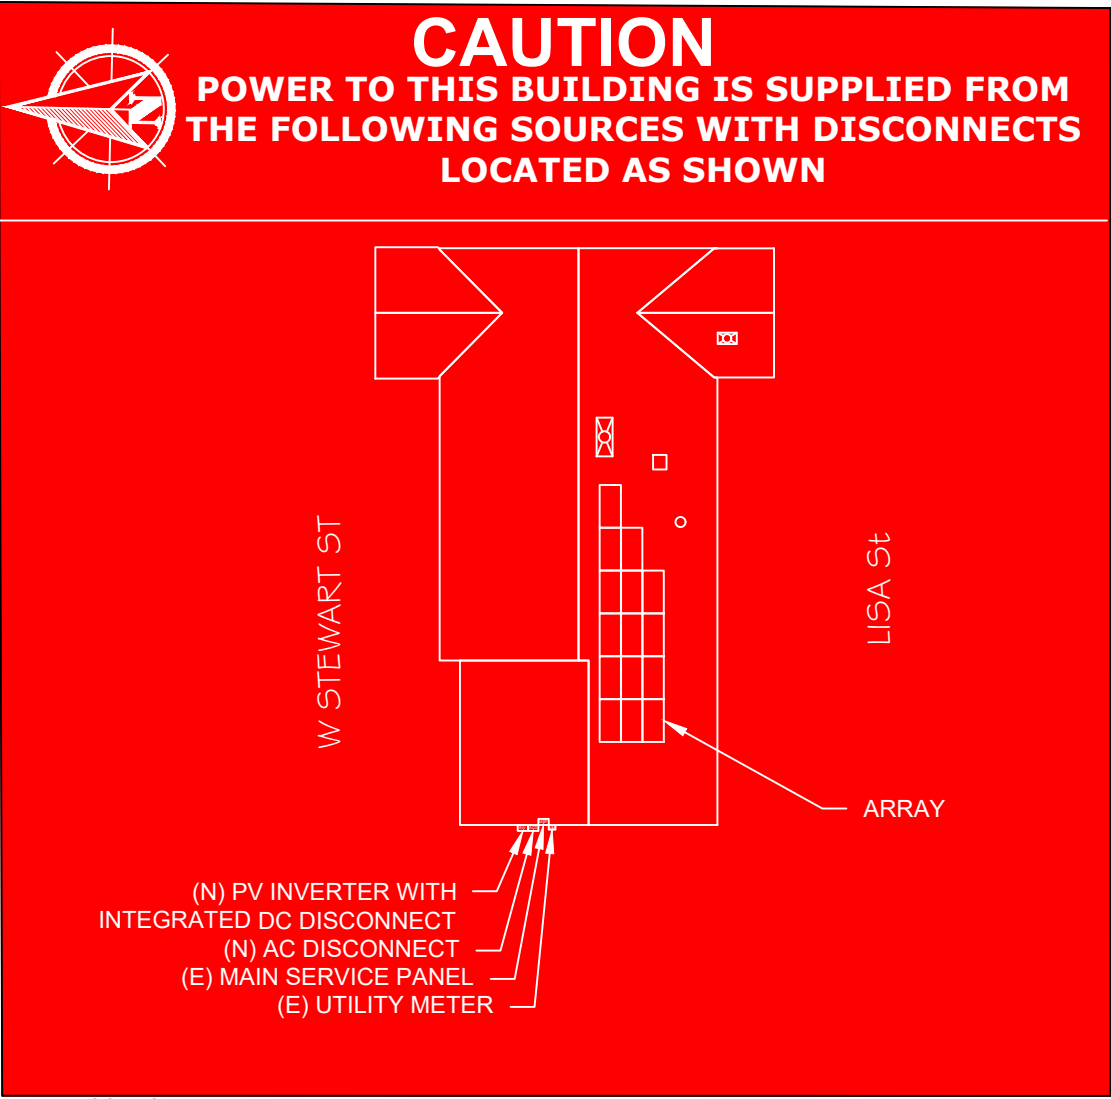 CAUTION
POWER TO THIS BUILDING IS SUPPLIED FROM
THE FOLLOWING SOURCES WITH DISCONNECTS
LOCATED AS SHOWN
N
W STEWART ST
LISA St
ARRAY
(N) PV INVERTER WITH
INTEGRATED DC DISCONNECT
(N) AC DISCONNECT
(E) MAIN SERVICE PANEL
(E) UTILITY METER